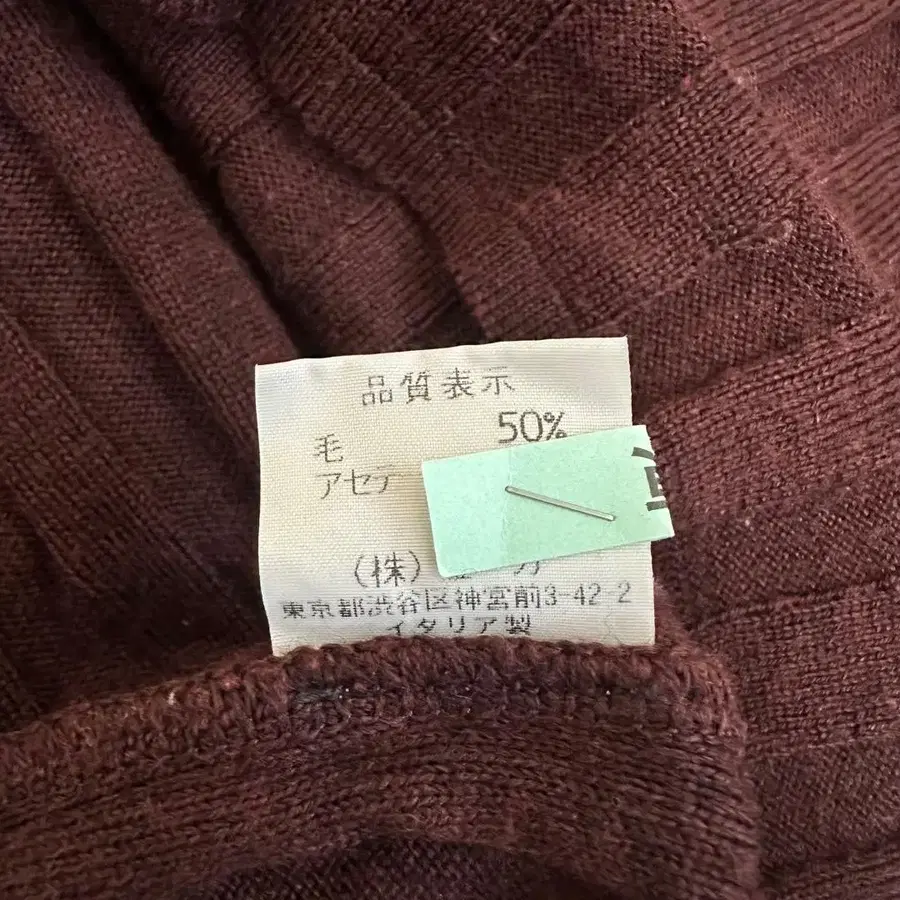 品質表示
毛 50%
アセテ
(株)
東京都渋谷区神宮前3-42-2
イタリア製